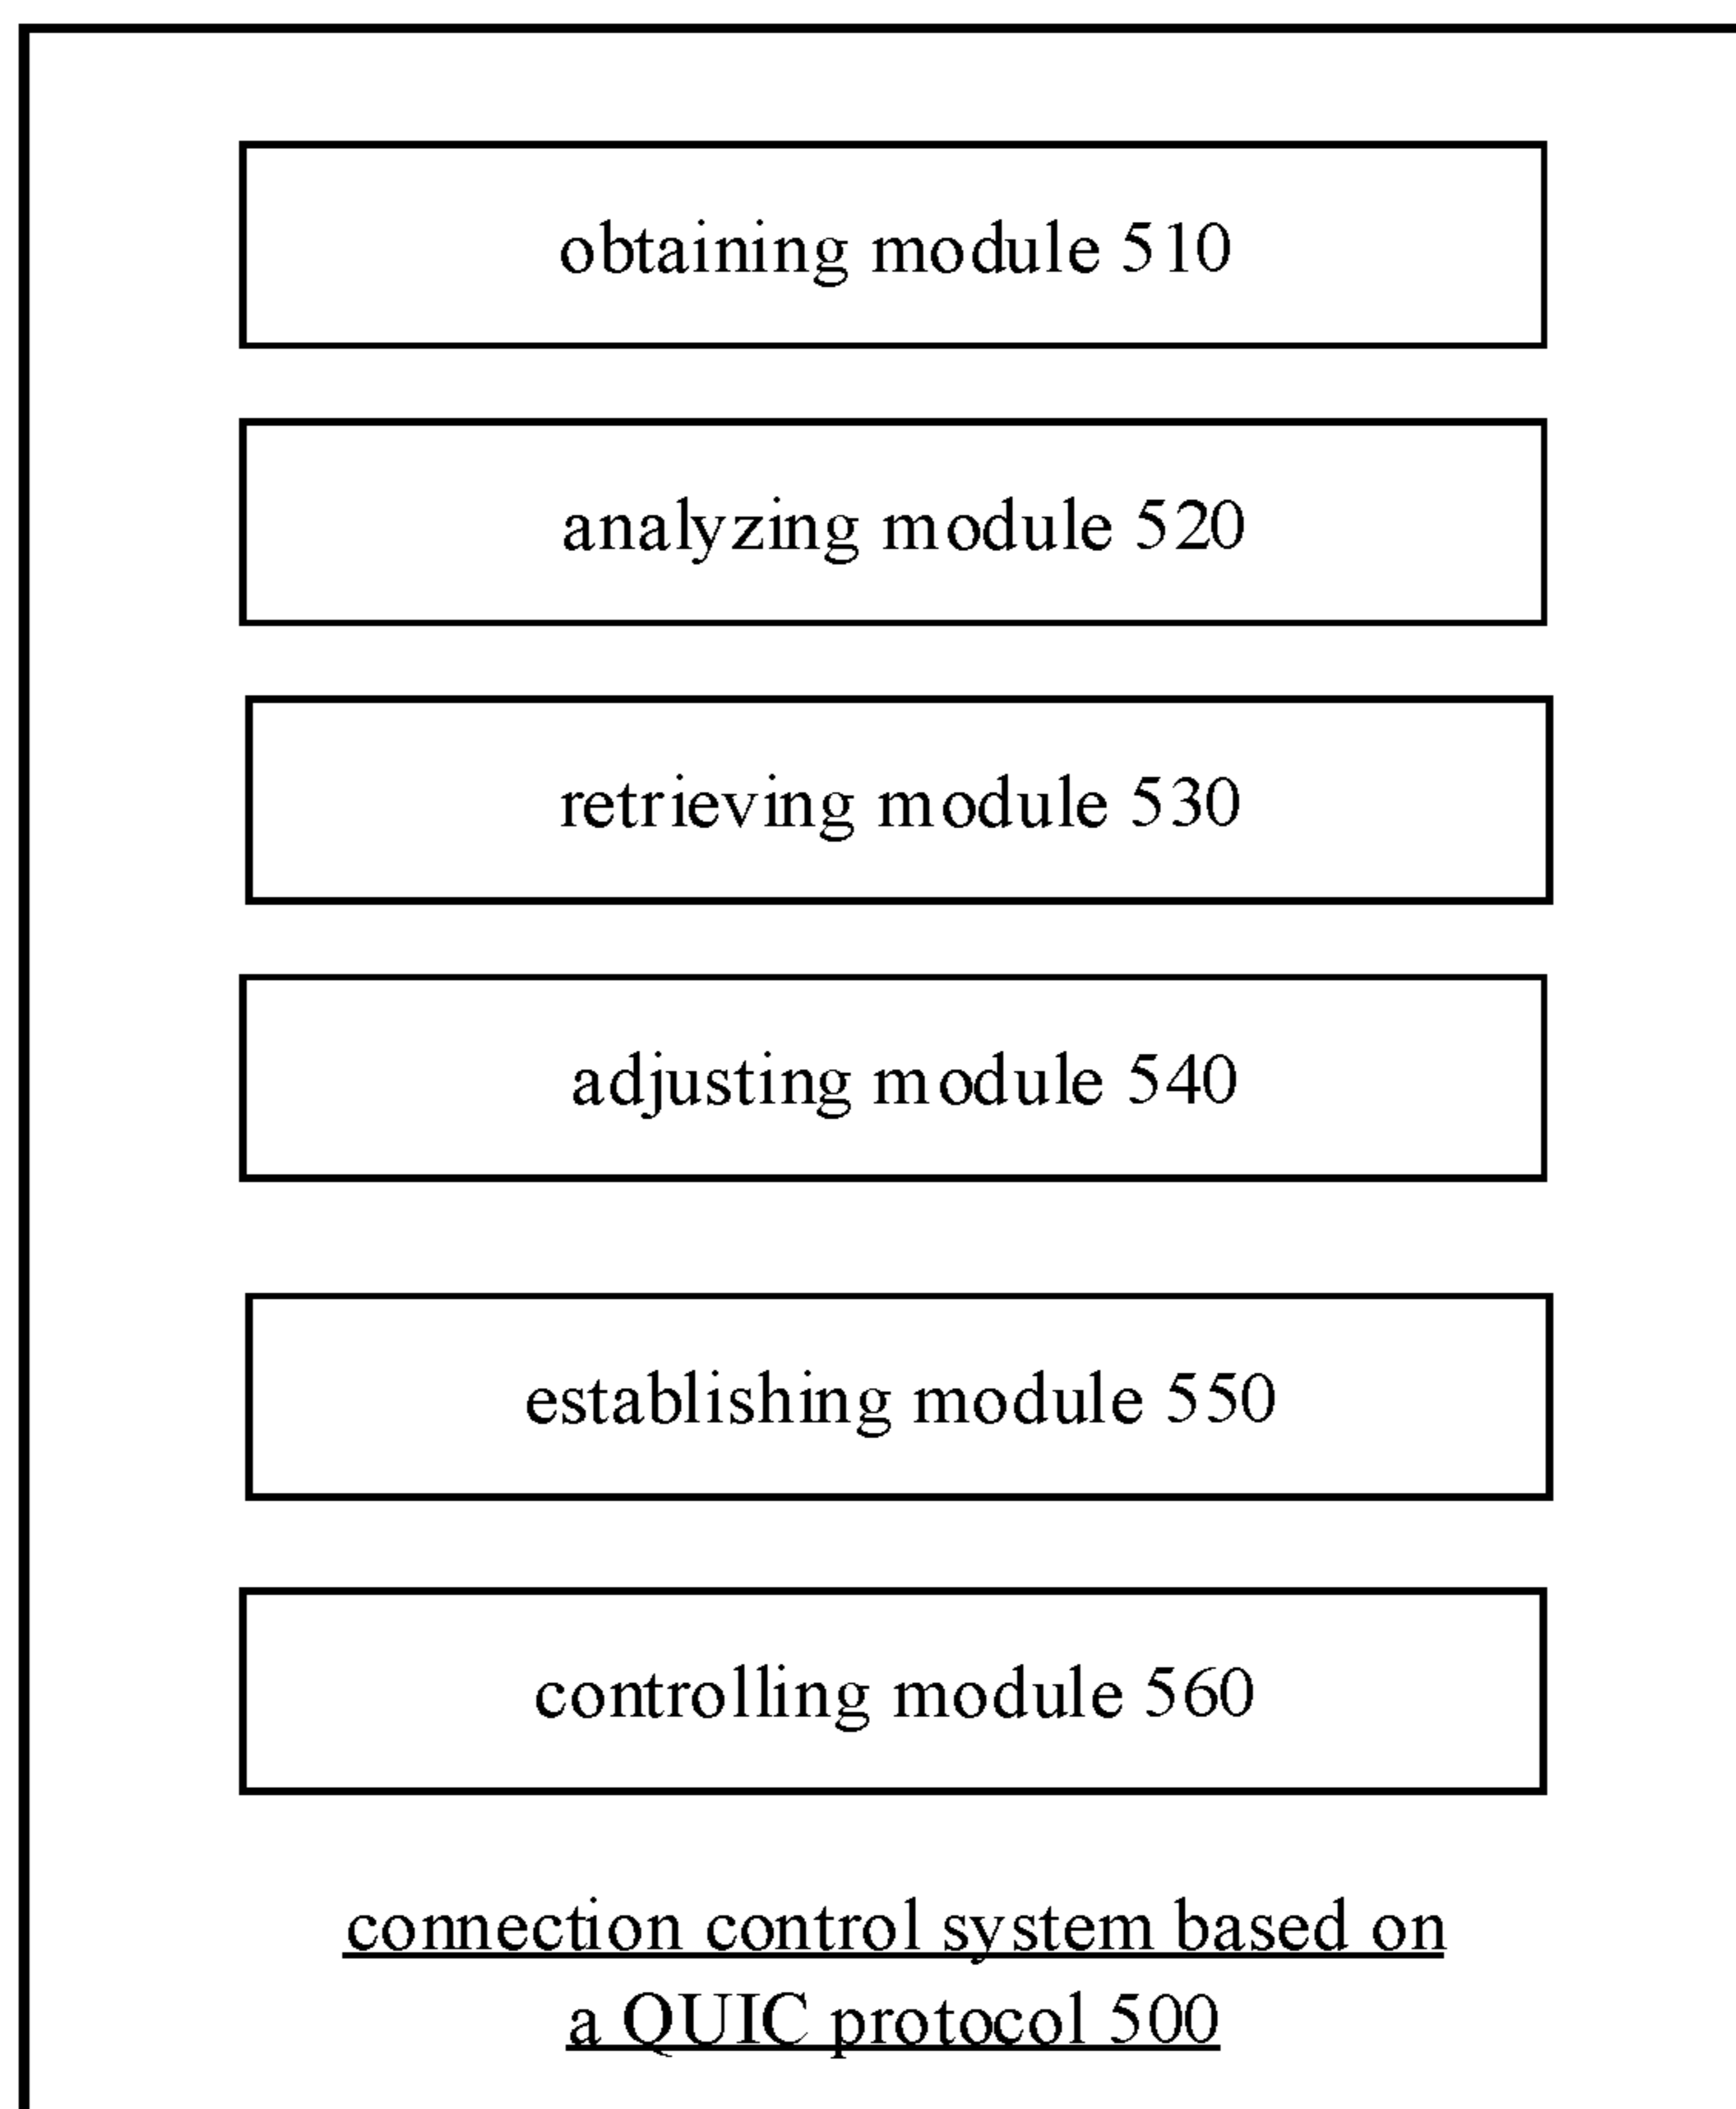 obtaining module 510
analyzing module 520
retrieving module 530
adjusting module 540
establishing module 550
controlling module 560
connection control system based on
a QUIC protocol 500